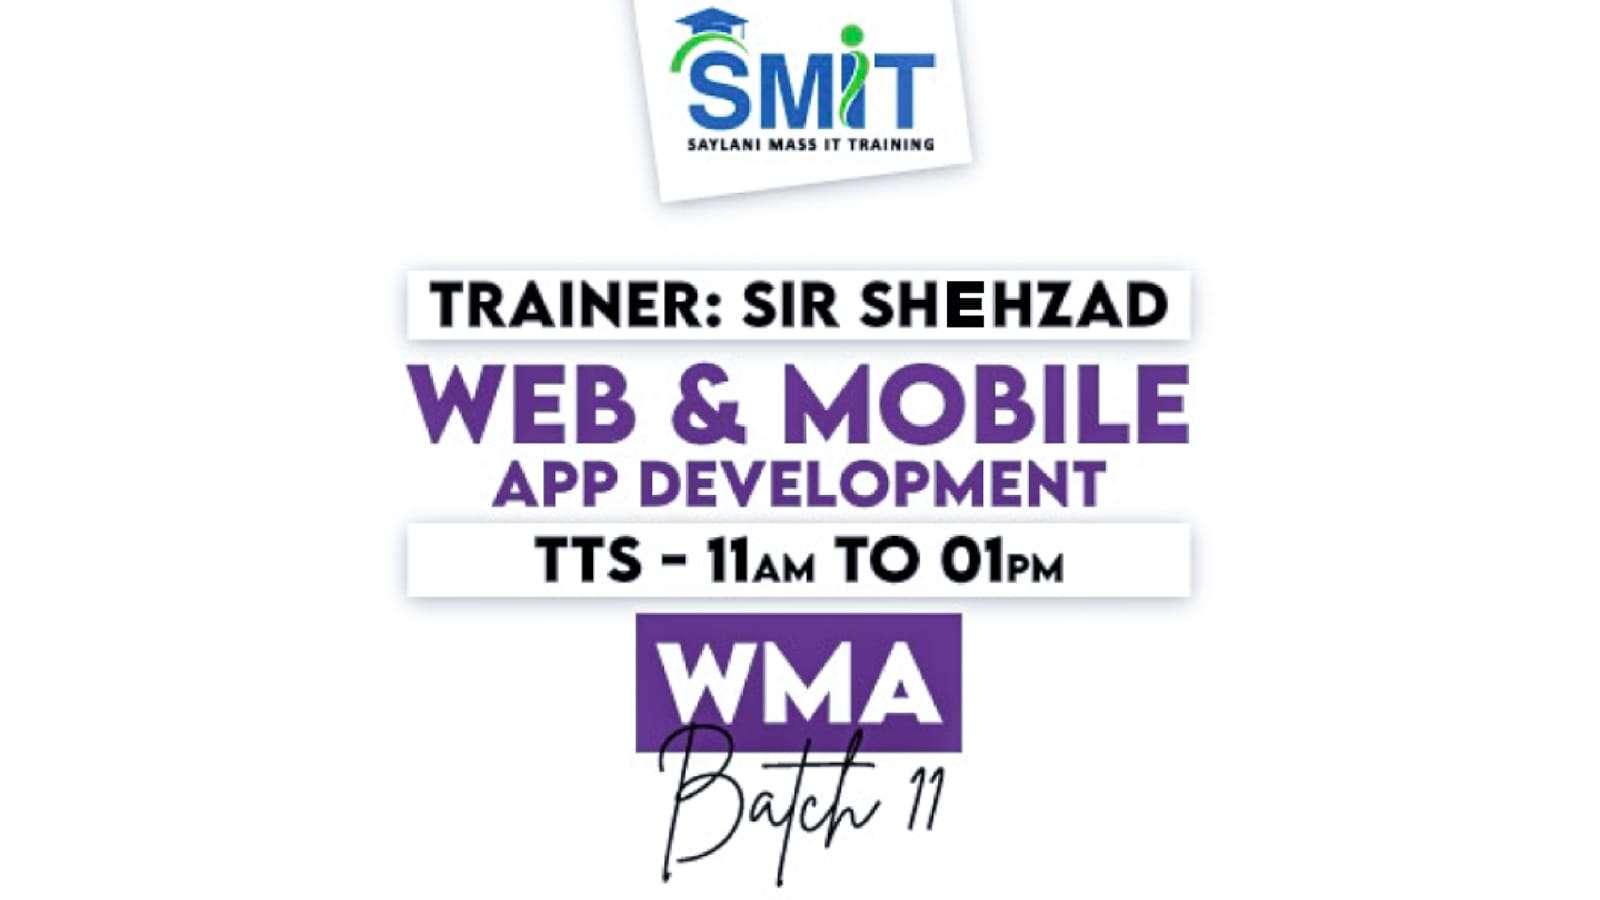 SMiT
SAYLANI MASS IT TRAINING
TRAINER: SIR SHEHZAD
WEB & MOBILE
APP DEVELOPMENT
TTS - 11AM TO 01PM
WMA
Batch 11